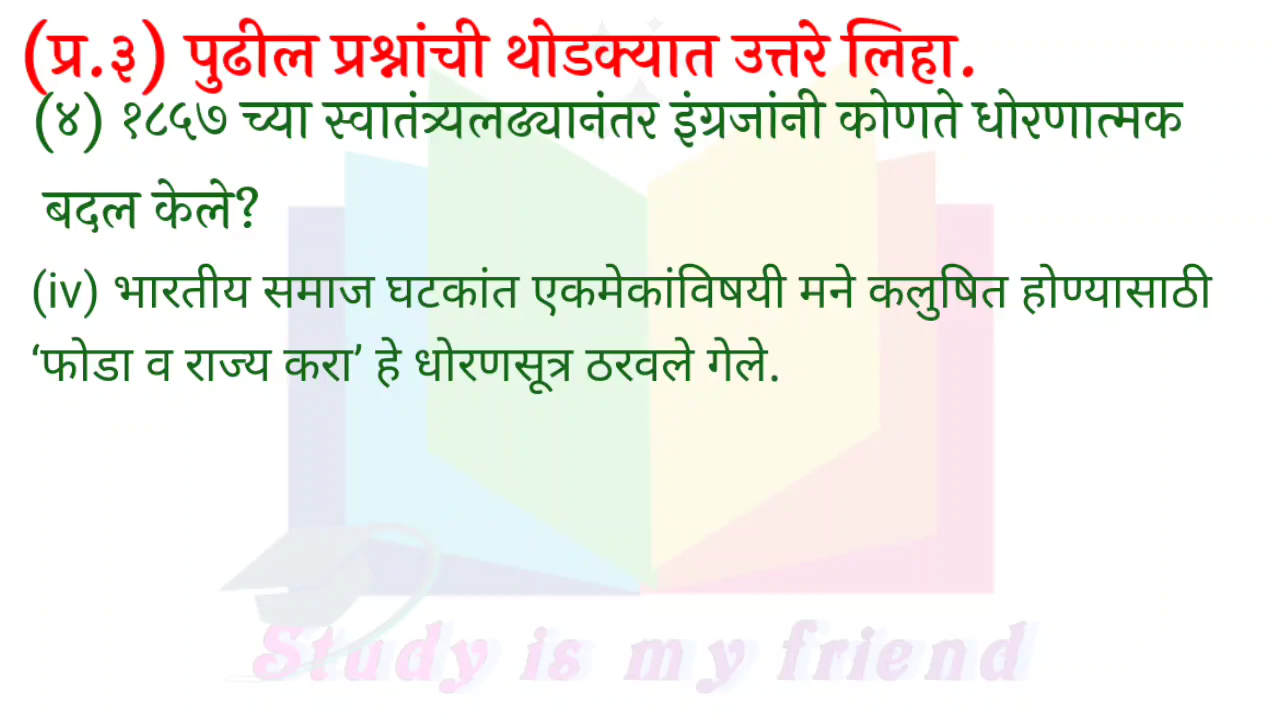 (प्र.३) पुढील प्रश्नांची थोडक्यात उत्तरे लिहा.
(४) १८५७ च्या स्वातंत्र्यलढ्यानंतर इंग्रजांनी कोणते धोरणात्मक
बदल केले?
(iv) भारतीय समाज घटकांत एकमेकांविषयी मने कलुषित होण्यासाठी
‘फोडा व राज्य करा’ हे धोरणसूत्र ठरवले गेले.
Study is my friend